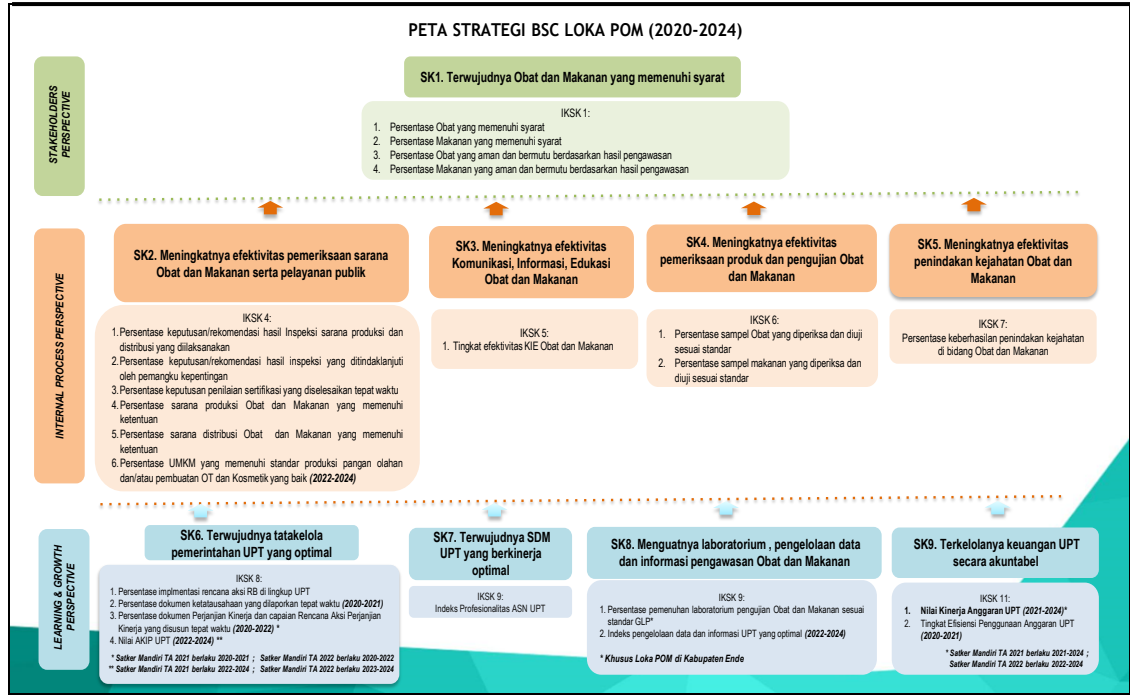 PETA STRATEGI BSC LOKA POM (2020-2024)
STAKEHOLDERS
PERSPECTIVE
SK1. Terwujudnya Obat dan Makanan yang memenuhi syarat
IKSK 1:
1. Persentase Obat yang memenuhi syarat
2. Persentase Makanan yang memenuhi syarat
3. Persentase Obat yang aman dan bermutu berdasarkan hasil pengawasan
4. Persentase Makanan yang aman dan bermutu berdasarkan hasil pengawasan
INTERNAL PROCESS PERSPECTIVE
SK2. Meningkatnya efektivitas pemeriksaan sarana
Obat dan Makanan serta pelayanan publik
IKSK 4:
1. Persentase keputusan/rekomendasi hasil Inspeksi sarana produksi dan
distribusi yang diilaksanakan
2. Persentase keputusan/rekomendasi hasil inspeksi yang ditindaklanjuti
oleh pemangku kepentingan
3. Persentase keputusan penilaian sertifikasi yang diselesaikan tepat waktu
4. Persentase sarana produksi Obat dan Makanan yang memenuhi
ketentuan
5. Persentase sarana distribusi Obat dan Makanan yang memenuhi
ketentuan
6. Persentase UMKM yang memenuhi standar produksi pangan olahan
dan/atau pembuatan OT dan Kosmetik yang baik (2022-2024)
SK3. Meningkatnya efektivitas
Komunikasi, Informasi, Edukasi
Obat dan Makanan
IKSK 5:
1. Tingkat efektivitas KIE Obat dan Makanan
SK4. Meningkatnya efektivitas
pemeriksaan produk dan pengujian Obat
dan Makanan
IKSK 6:
1. Persentase sampel Obat yang diperiksa dan diuji
sesuai standar
2. Persentase sampel makanan yang diperiksa dan
diuji sesuai standar
SK5. Meningkatnya efektivitas
penindakan kejahatan Obat dan
Makanan
IKSK 7:
Persentase keberhasilan penindakan kejahatan
di bidang Obat dan Makanan
LEARNING & GROWTH
PERSPECTIVE
SK6. Terwujudnya tatakelola
pemerintahan UPT yang optimal
IKSK 8:
1. Persentase implmentasi rencana aksi RB di lingkup UPT
2. Persentase dokumen ketatausahaan yang dilaporkan tepat waktu (2020-2021)
3. Persentase dokumen Perjanjian Kinerja dan capaian Rencana Aksi Perjanjian
Kinerja yang disusun tepat waktu (2020-2022) *
4. Nilai AKIP UPT (2022-2024) **
* Satker Mandiri TA 2021 berlaku 2020-2021 ; Satker Mandiri TA 2022 berlaku 2020-2022
** Satker Mandiri TA 2021 berlaku 2022-2024 ; Satker Mandiri TA 2022 berlaku 2023-2024
SK7. Terwujudnya SDM
UPT yang berkinerja
optimal
IKSK 9:
Indeks Profesionalitas ASN UPT
SK8. Menguatnya laboratorium , pengelolaan data
dan informasi pengawasan Obat dan Makanan
IKSK 9:
1. Persentase pemenuhan laboratorium pengujian Obat dan Makanan sesuai
standar GLP*
2. Indeks pengelolaan data dan informasi UPT yang optimal (2022-2024)
* Khusus Loka POM di Kabupaten Ende
SK9. Terkelolanya keuangan UPT
secara akuntabel
IKSK 11:
1. Nilai Kinerja Anggaran UPT (2021-2024)*
2. Tingkat Efisiensi Penggunaan Anggaran UPT
(2020-2021)
* Satker Mandiri TA 2021 berlaku 2021-2024 ;
Satker Mandiri TA 2022 berlaku 2022-2024